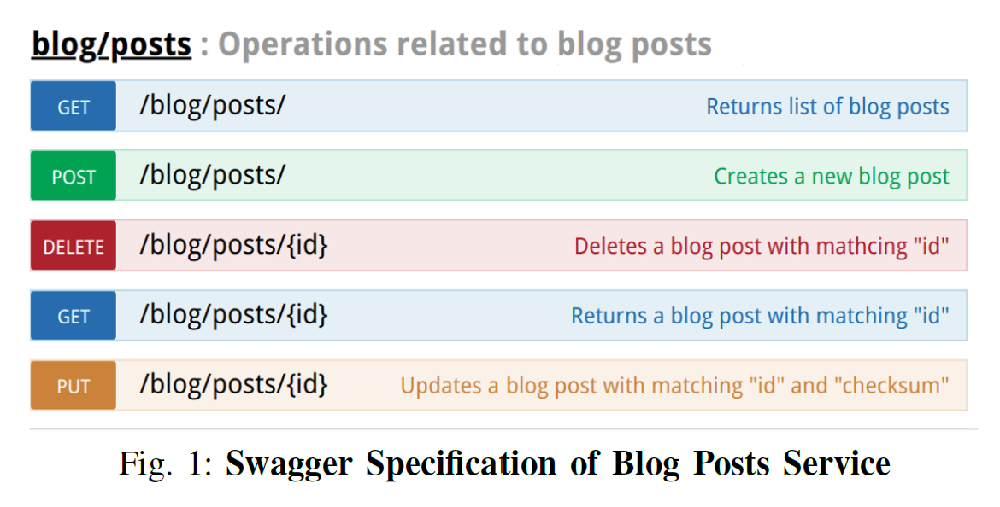 blog/posts : Operations related to blog posts
GET /blog/posts/ Returns list of blog posts
POST /blog/posts/ Creates a new blog post
DELETE /blog/posts/{id} Deletes a blog post with mathcing "id"
GET /blog/posts/{id} Returns a blog post with matching "id"
PUT /blog/posts/{id} Updates a blog post with matching "id" and "checksum"
Fig. 1: Swagger Specification of Blog Posts Service